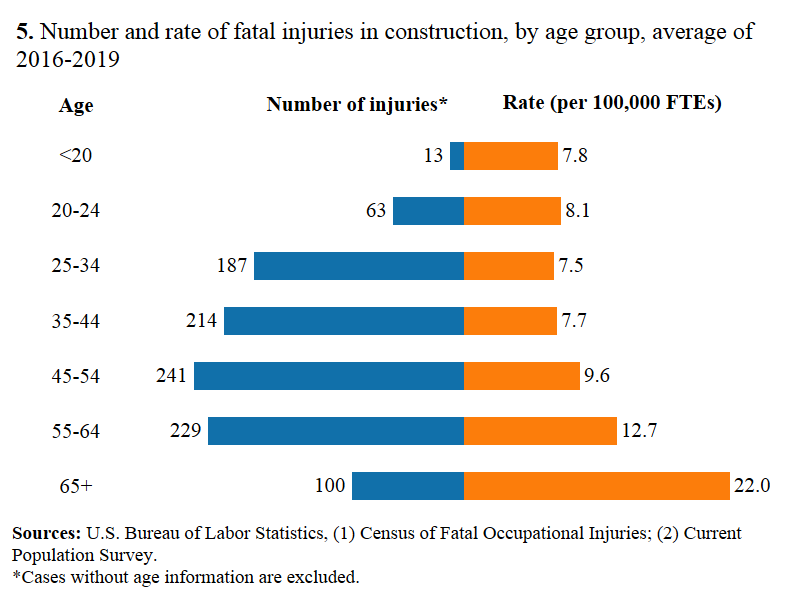 5. Number and rate of fatal injuries in construction, by age group, average of
2016-2019
Age Number of injuries* Rate (per 100,000 FTEs)
<20 13 7.8
20-24 63 8.1
25-34 187 7.5
35-44 214 7.7
45-54 241 9.6
55-64 229 12.7
65+ 100 22.0
Sources: U.S. Bureau of Labor Statistics, (1) Census of Fatal Occupational Injuries; (2) Current
Population Survey.
*Cases without age information are excluded.